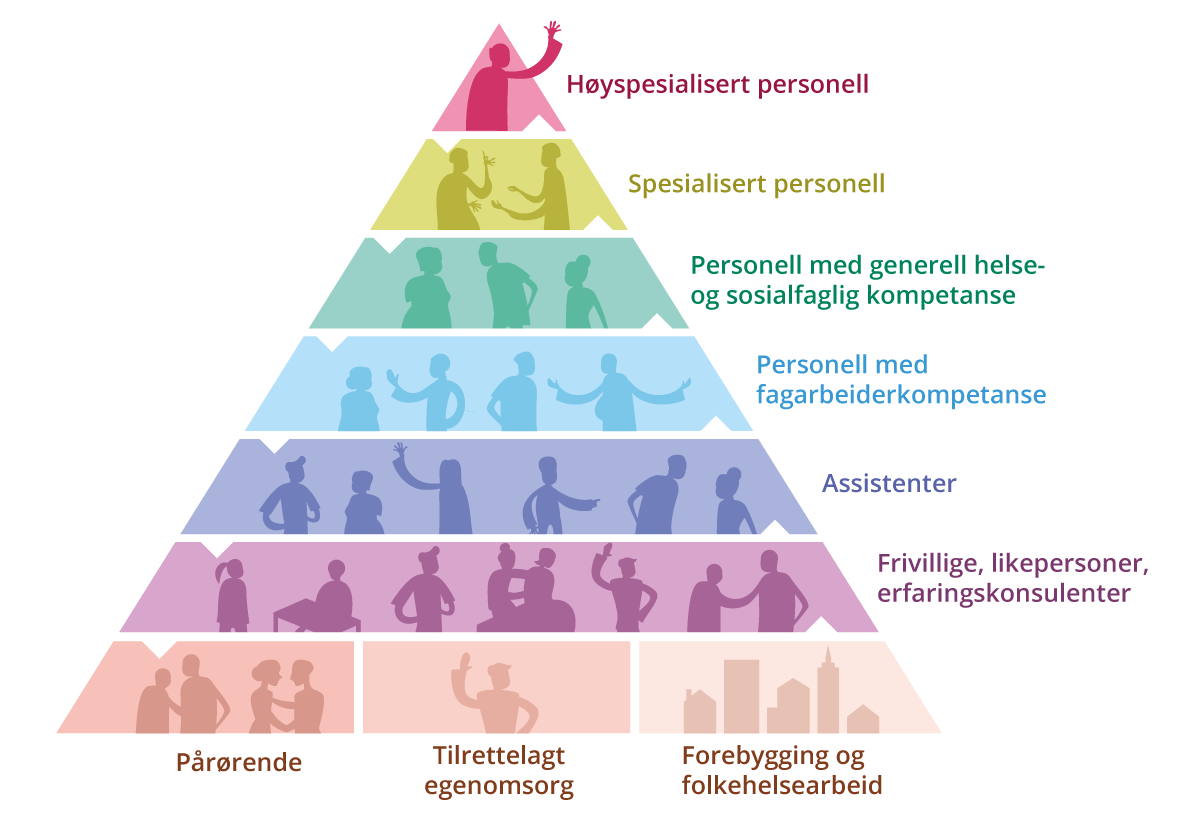 Høyspesialisert personell
Spesialisert personell
Personell med generell helse-
og sosialfaglig kompetanse
Personell med
fagarbeiderkompetanse
Assistenter
Frivillige, likepersoner,
erfaringskonsulenter
Pårørende
Tilrettelagt
egenomsorg
Forebygging og
folkehelsearbeid